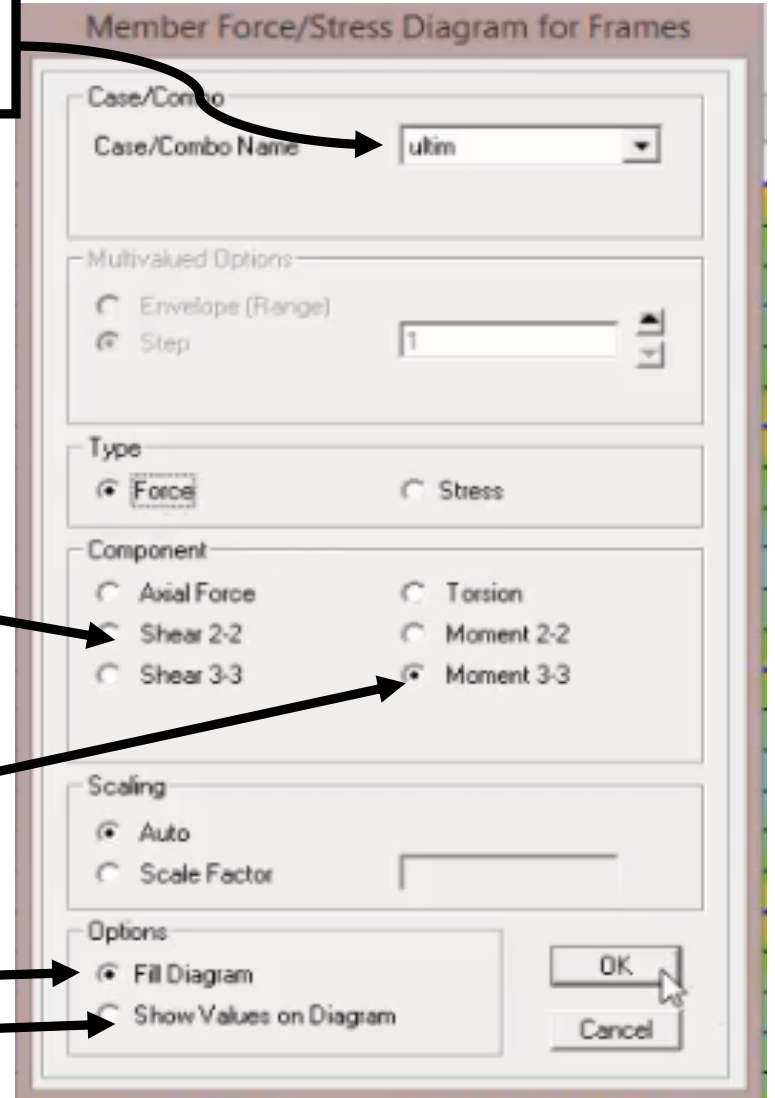 Member Force/Stress Diagram for Frames
Case/Combo
Case/Combo Name ultim
Multivalued Options
Envelope (Range)
Step 1
Type
Force Stress
Component
Axial Force Torsion
Shear 2-2 Moment 2-2
Shear 3-3 Moment 3-3
Scaling
Auto
Scale Factor
Options
Fill Diagram OK
Show Values on Diagram Cancel